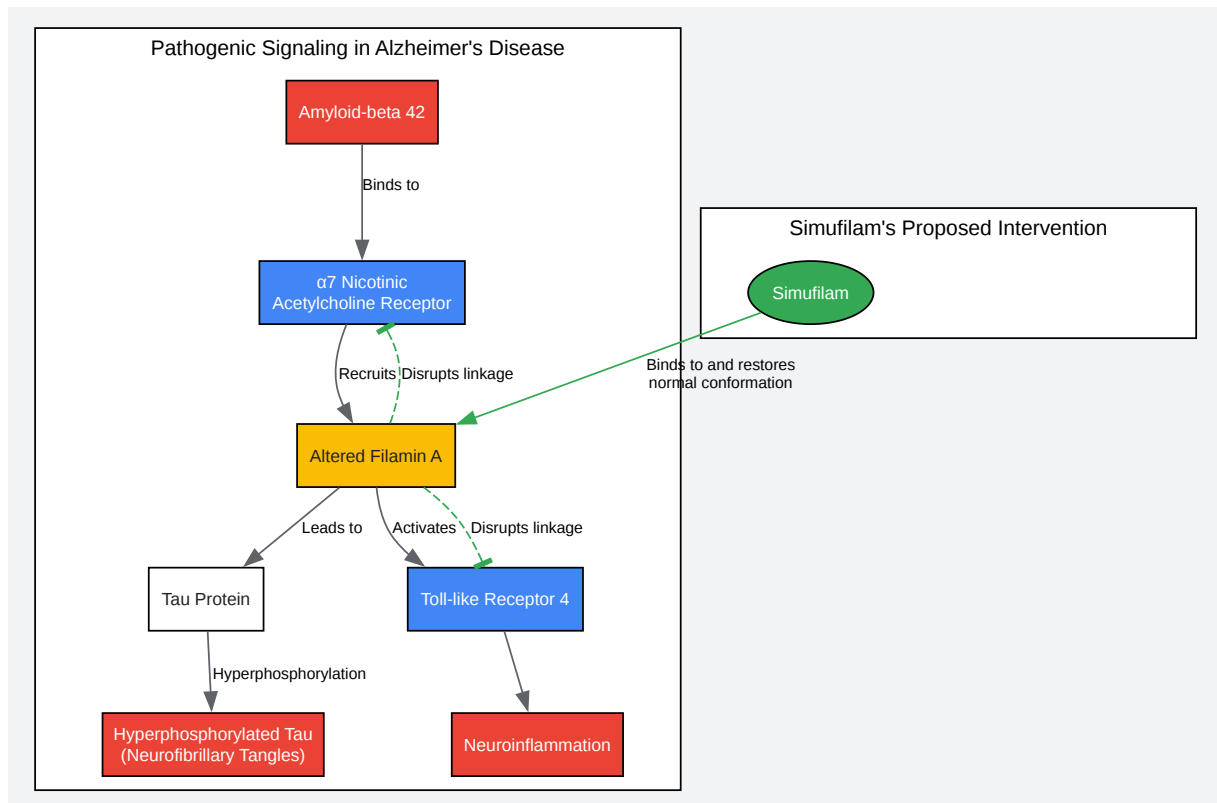 Pathogenic Signaling in Alzheimer's Disease
Amyloid-beta 42
Binds to
α7 Nicotinic
Acetylcholine Receptor
Recruits
Disrupts linkage
Altered Filamin A
Leads to
Activates
Disrupts linkage
Tau Protein
Toll-like Receptor 4
Hyperphosphorylation
Hyperphosphorylated Tau
(Neurofibrillary Tangles)
Neuroinflammation
Simufilam's Proposed Intervention
Simufilam
Binds to and restores
normal conformation